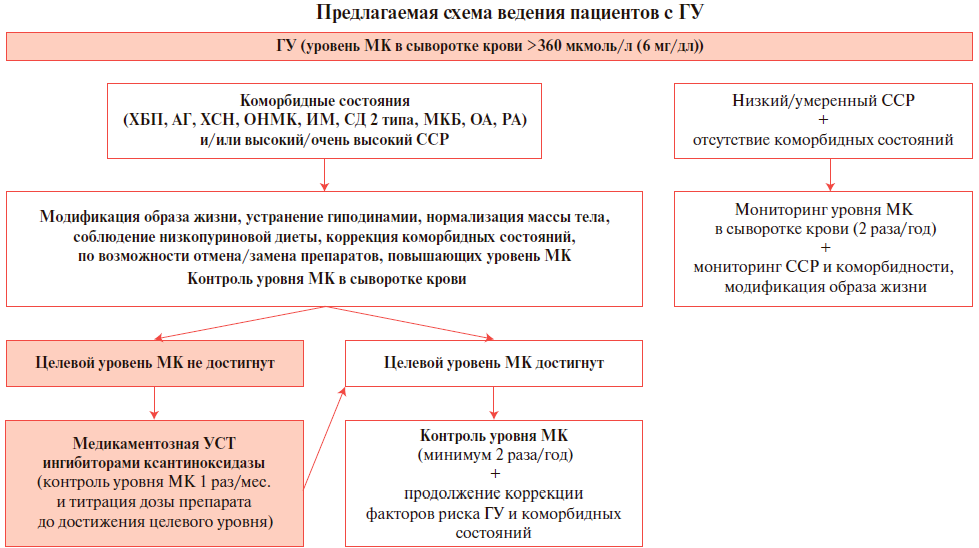 Предлагаемая схема ведения пациентов с ГУ
ГУ (уровень МК в сыворотке крови >360 мкмоль/л (6 мг/дл))
Коморбидные состояния
(ХБП, АГ, ХСН, ОНМК, ИМ, СД 2 типа, МКБ, ОА, РА)
и/или высокий/очень высокий ССР
Низкий/умеренный ССР
+
отсутствие коморбидных состояний
Модификация образа жизни, устранение гиподинамии, нормализация массы тела,
соблюдение низкопуриновой диеты, коррекция коморбидных состояний,
по возможности отмена/замена препаратов, повышающих уровень МК
Контроль уровня МК в сыворотке крови
Мониторинг уровня МК
в сыворотке крови (2 раза/год)
+
мониторинг ССР и коморбидности,
модификация образа жизни
Целевой уровень МК не достигнут
Целевой уровень МК достигнут
Медикаментозная УСТ
ингибиторами ксантиноксидазы
(контроль уровня МК 1 раз/мес.
и титрация дозы препарата
до достижения целевого уровня)
Контроль уровня МК
(минимум 2 раза/год)
+
продолжение коррекции
факторов риска ГУ и коморбидных
состояний